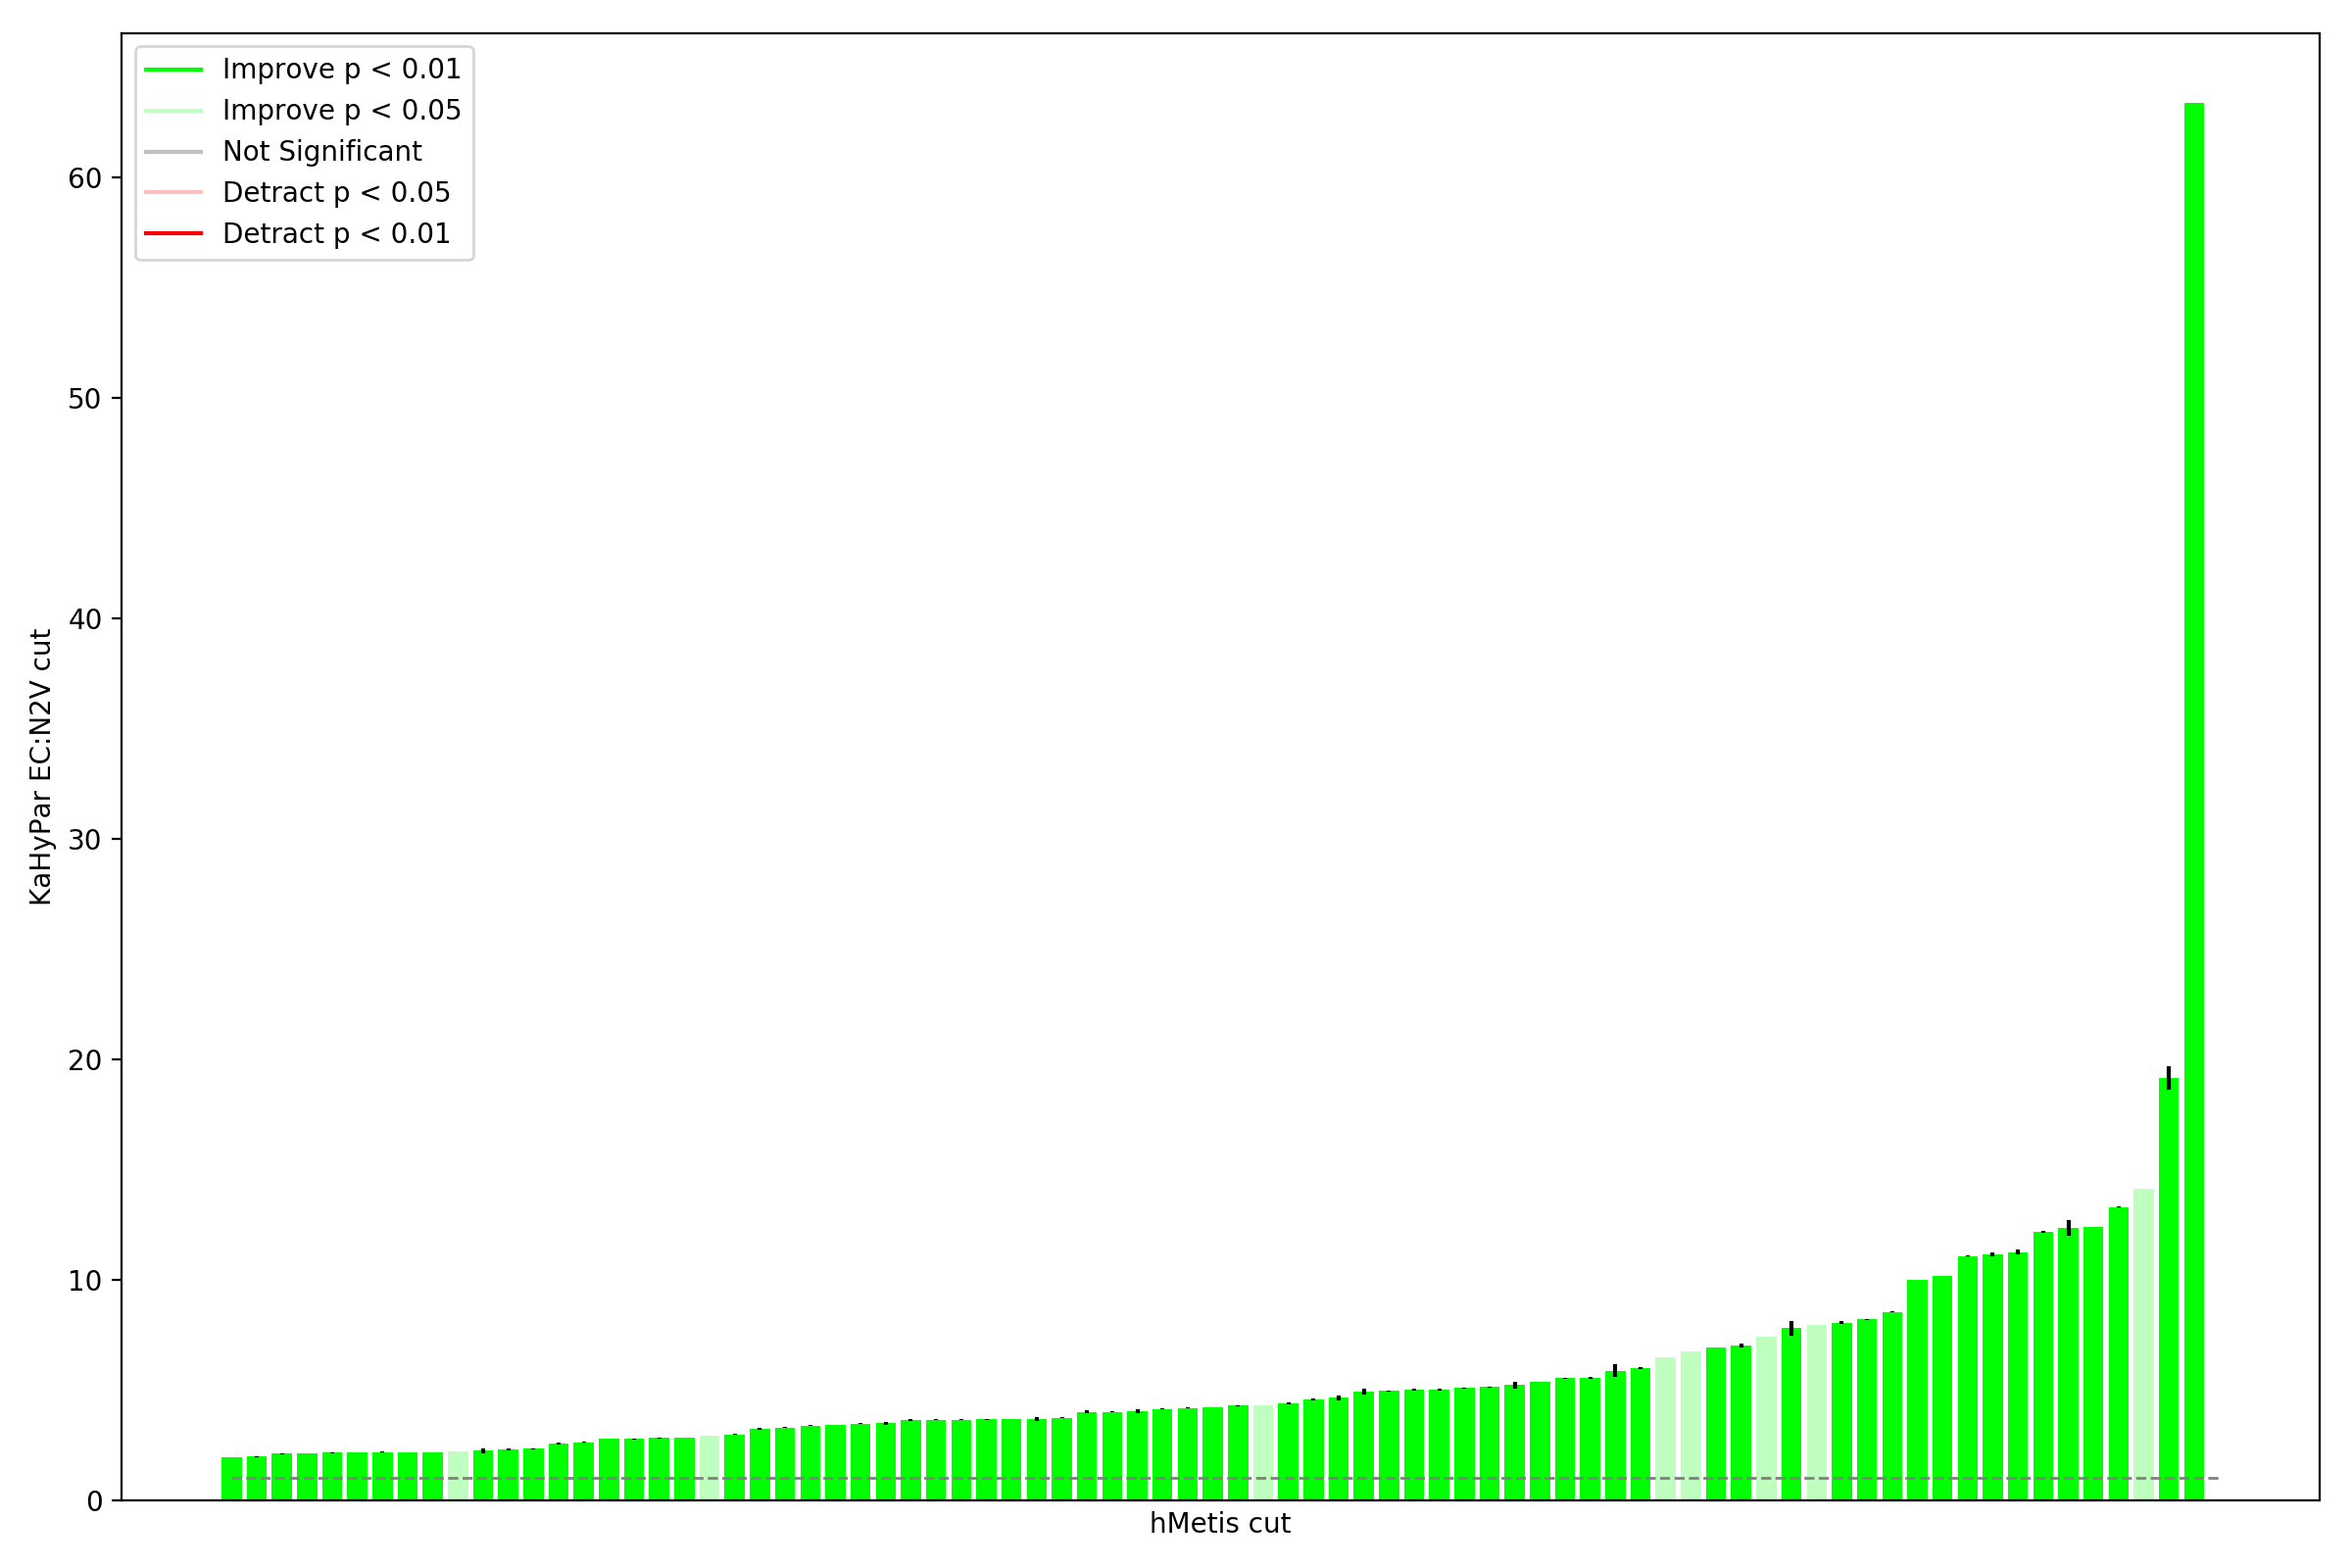 Improve p < 0.01
Improve p < 0.05
Not Significant
Detract p < 0.05
Detract p < 0.01
60
50
40
30
20
10
0
KaHyPar EC:N2V cut
hMetis cut